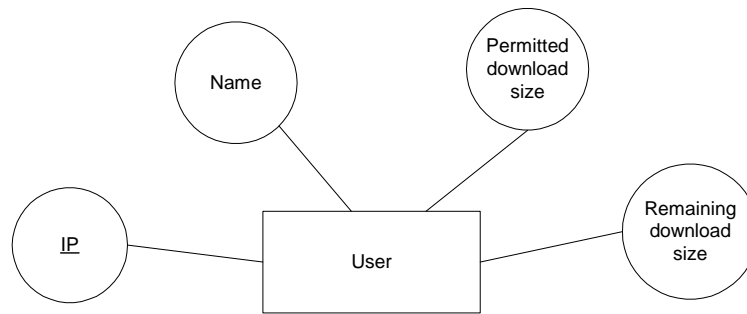 Permitted
download
size
Name
Remaining
download
size
IP
User